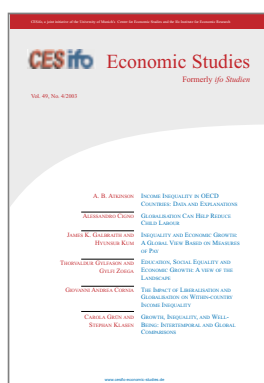 CESifo, a joint initiative of the University of Munich's Center for Economic Studies and the Ifo Institute for Economic Research
CESifo Economic Studies
Formerly ifo Studien
Vol. 49, No. 4/2003
A. B. ATKINSON INCOME INEQUALITY IN OECD
COUNTRIES: DATA AND EXPLANATIONS
ALESSANDRO CIGNO GLOBALISATION CAN HELP REDUCE
CHILD LABOUR
JAMES K. GALBRAITH AND INEQUALITY AND ECONOMIC GROWTH:
HYUNSUB KUM A GLOBAL VIEW BASED ON MEASURES
OF PAY
THORVALDUR GYLFASON AND EDUCATION, SOCIAL EQUALITY AND
GYLFI ZOEGA ECONOMIC GROWTH: A VIEW OF THE
LANDSCAPE
GIOVANNI ANDREA CORNIA THE IMPACT OF LIBERALISATION AND
GLOBALISATION ON WITHIN-COUNTRY
INCOME INEQUALITY
CAROLA GRÜN AND GROWTH, INEQUALITY, AND WELL-
STEPHAN KLASEN BEING: INTERTEMPORAL AND GLOBAL
COMPARISONS
www.cesifo-economic-studies.de